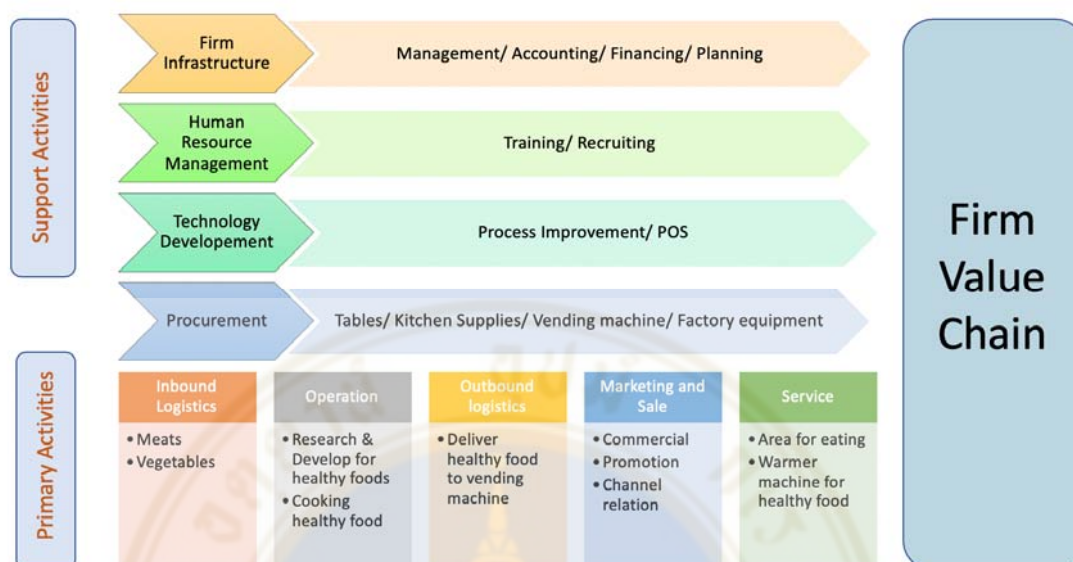 Support Activities
Firm
Infrastructure
Management/ Accounting/ Financing/ Planning
Human
Resource
Management
Training/ Recruiting
Technology
Developement
Process Improvement/ POS
Procurement
Tables/ Kitchen Supplies/ Vending machine/ Factory equipment
Primary Activities
Inbound
Logistics
• Meats
• Vegetables
Operation
• Research &
Develop for
healthy foods
• Cooking
healthy food
Outbound
logistics
• Deliver
healthy food
to vending
machine
Marketing and
Sale
• Commercial
• Promotion
• Channel
relation
Service
• Area for eating
• Warmer
machine for
healthy food
Firm
Value
Chain